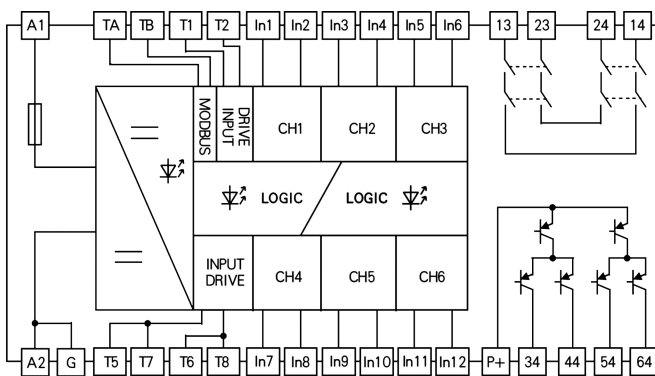 A1 TA TB T1 T2 In1 In2 In3 In4 In5 In6 13 23 24 14
MODBUS
DRIVE
INPUT
CH1 CH2 CH3
LOGIC LOGIC
INPUT
DRIVE
CH4 CH5 CH6
A2 G T5 T7 T6 T8 In7 In8 In9 In10 In11 In12 P+ 34 44 54 64